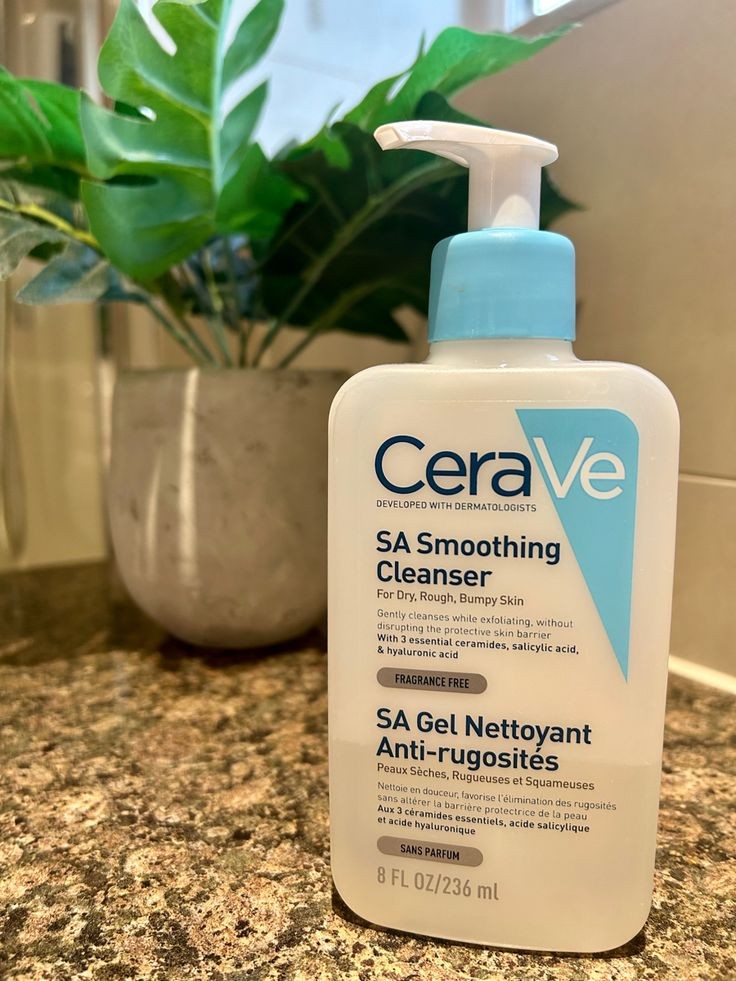 CeraVe
DEVELOPED WITH DERMATOLOGISTS
SA Smoothing
Cleanser
For Dry, Rough, Bumpy Skin
Gently cleanses while exfoliating, without
disrupting the protective skin barrier
With 3 essential ceramides, salicylic acid,
& hyaluronic acid
FRAGRANCE FREE
SA Gel Nettoyant
Anti-rugosités
Peaux Sèches, Rugueuses et Squameuses
Nettoie en douceur, favorise l'élimination des rugosités
sans altérer la barrière protectrice de la peau
Aux 3 céramides essentiels, acide salicylique
et acide hyaluronique
SANS PARFUM
8 FL OZ/236 ml